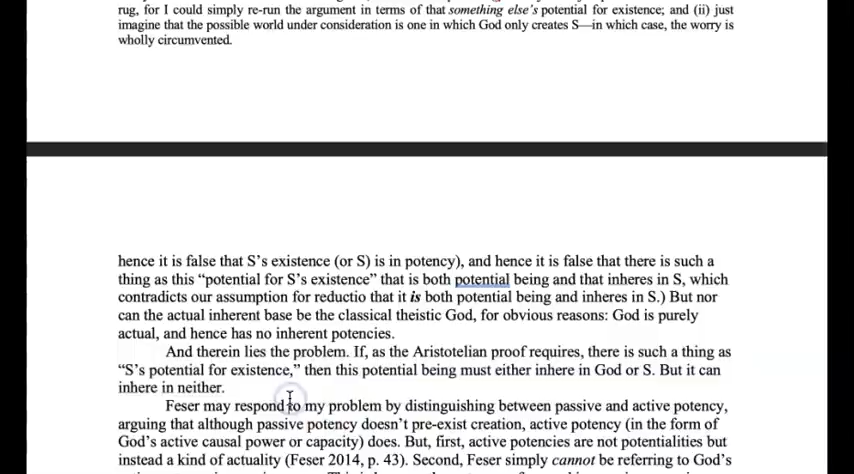 rug, for I could simply re-run the argument in terms of that something else's potential for existence; and (ii) just
imagine that the possible world under consideration is one in which God only creates S—in which case, the worry is
wholly circumvented.
hence it is false that S's existence (or S) is in potency), and hence it is false that there is such a
thing as this “potential for S's existence” that is both potential being and that inheres in S, which
contradicts our assumption for reductio that it is both potential being and inheres in S.) But nor
can the actual inherent base be the classical theistic God, for obvious reasons: God is purely
actual, and hence has no inherent potencies.
And therein lies the problem. If, as the Aristotelian proof requires, there is such a thing as
“S's potential for existence,” then this potential being must either inhere in God or S. But it can
inhere in neither.
Feser may respond to my problem by distinguishing between passive and active potency,
arguing that although passive potency doesn't pre-exist creation, active potency (in the form of
God's active causal power or capacity) does. But, first, active potencies are not potentialities but
instead a kind of actuality (Feser 2014, p. 43). Second, Feser simply cannot be referring to God's